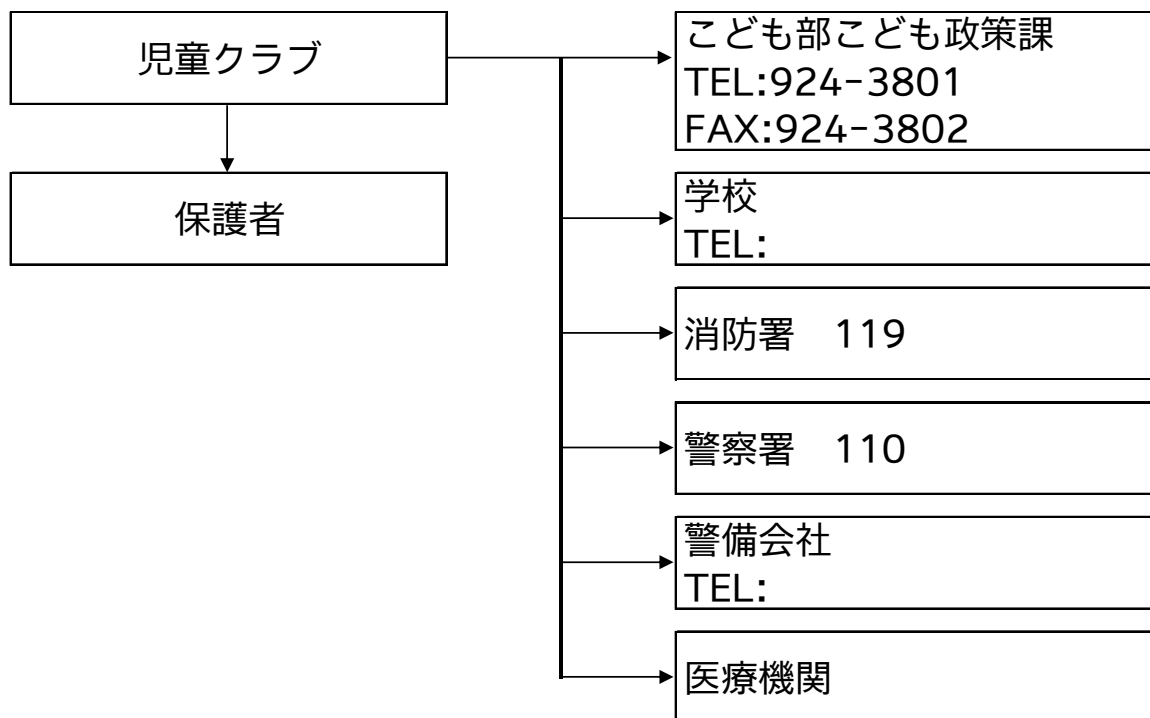 児童クラブ
保護者
こども部こども政策課
TEL:924-3801
FAX:924-3802
学校
TEL:
消防署　119
警察署　110
警備会社
TEL:
医療機関